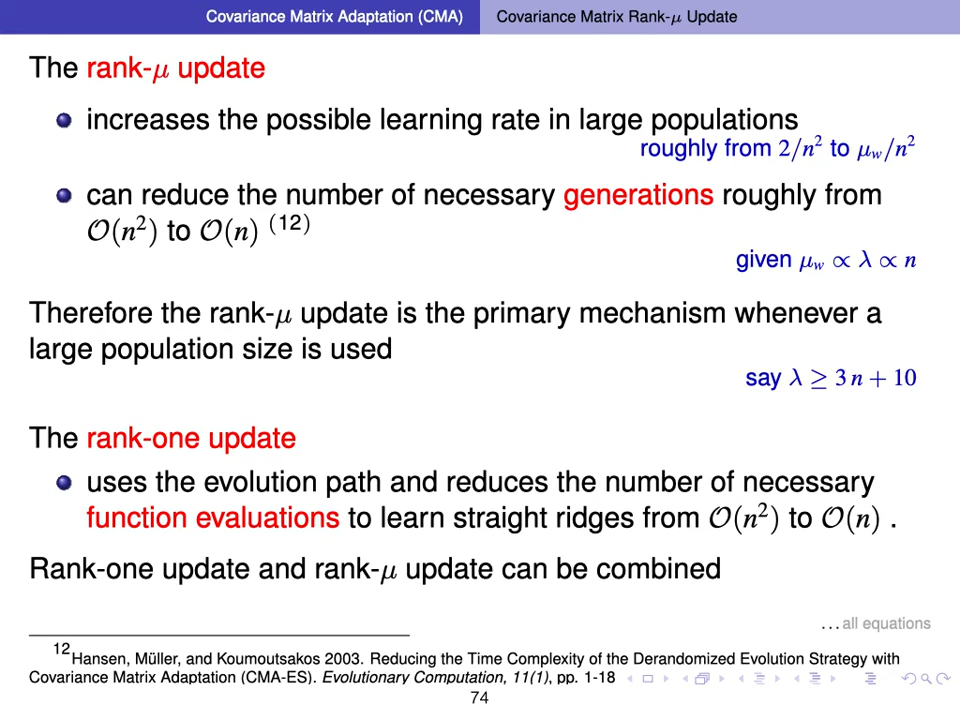 Covariance Matrix Adaptation (CMA) Covariance Matrix Rank-μ Update
The rank-μ update
increases the possible learning rate in large populations
roughly from 2/n² to μ_w/n²
can reduce the number of necessary generations roughly from
𝒪(n²) to 𝒪(n) (12)
given μ_w ∝ λ ∝ n
Therefore the rank-μ update is the primary mechanism whenever a
large population size is used
say λ ≥ 3 n + 10
The rank-one update
uses the evolution path and reduces the number of necessary
function evaluations to learn straight ridges from 𝒪(n²) to 𝒪(n) .
Rank-one update and rank-μ update can be combined
...all equations
12 Hansen, Müller, and Koumoutsakos 2003. Reducing the Time Complexity of the Derandomized Evolution Strategy with
Covariance Matrix Adaptation (CMA-ES). Evolutionary Computation, 11(1), pp. 1-18
74